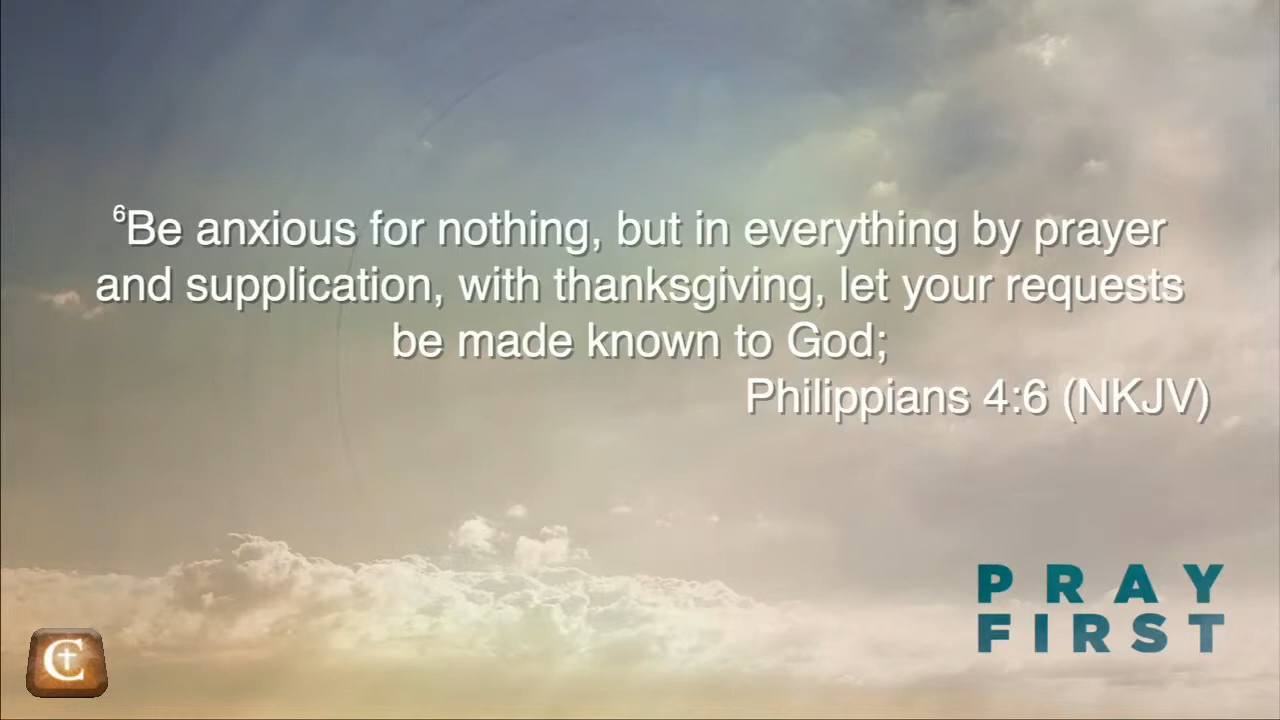 ⁶Be anxious for nothing, but in everything by prayer
and supplication, with thanksgiving, let your requests
be made known to God;
Philippians 4:6 (NKJV)
PRAY
FIRST
C